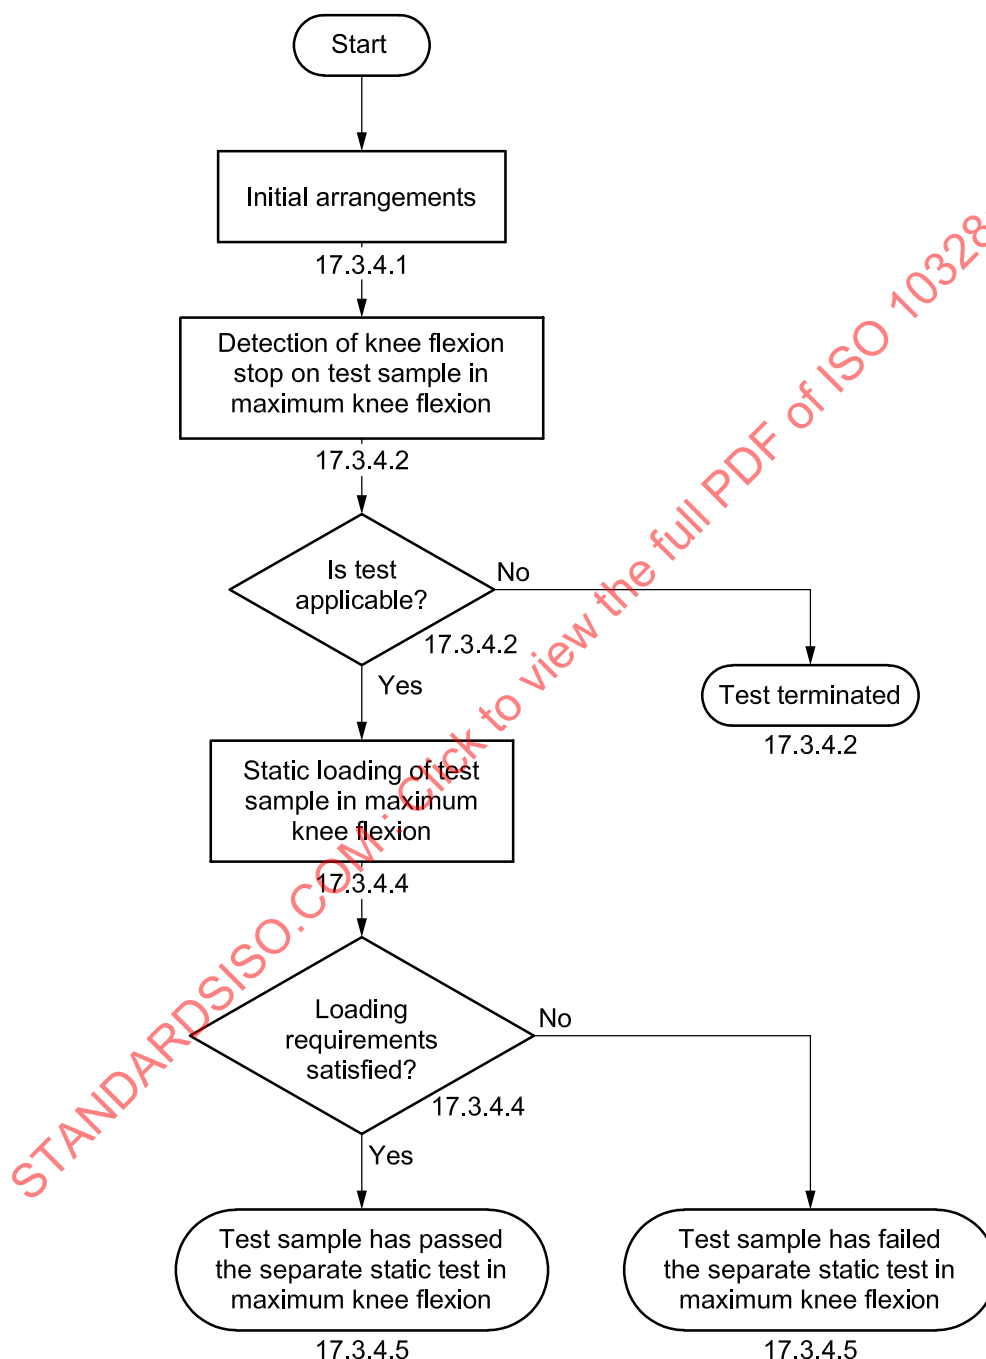 Start
Initial arrangements
17.3.4.1
Detection of knee flexion
stop on test sample in
maximum knee flexion
17.3.4.2
Is test
applicable?
No
17.3.4.2
Yes
Test terminated
17.3.4.2
Static loading of test
sample in maximum
knee flexion
17.3.4.4
Loading
requirements
satisfied?
No
17.3.4.4
Yes
Test sample has passed
the separate static test in
maximum knee flexion
17.3.4.5
Test sample has failed
the separate static test in
maximum knee flexion
17.3.4.5
STANDARDSISO.COM : Click to view the full PDF of ISO 10328